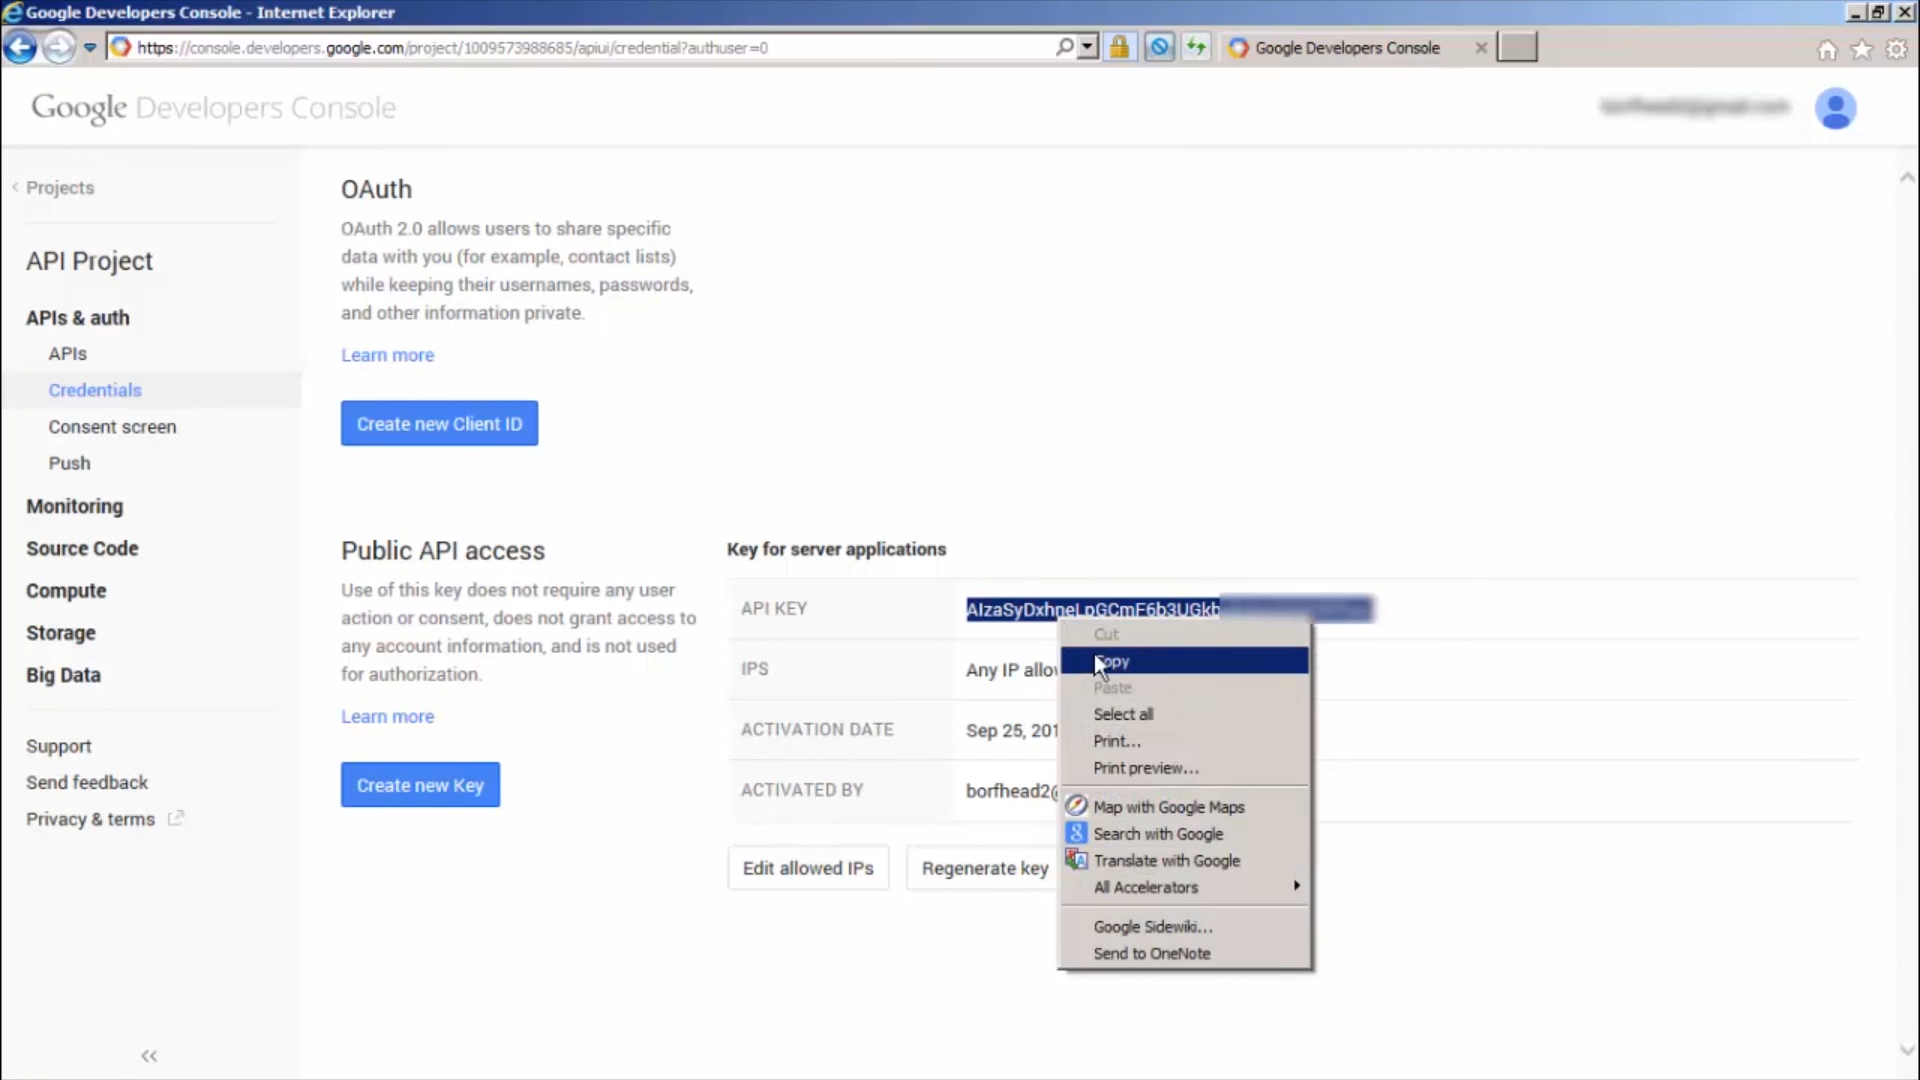 Google Developers Console - Internet Explorer
https://console.developers.google.com/project/1009573988685/apiui/credential?authuser=0
Google Developers Console
Google Developers Console
Projects
API Project
APIs & auth
APIs
Credentials
Consent screen
Push
Monitoring
Source Code
Compute
Storage
Big Data
Support
Send feedback
Privacy & terms
OAuth
OAuth 2.0 allows users to share specific
data with you (for example, contact lists)
while keeping their usernames, passwords,
and other information private.
Learn more
Create new Client ID
Public API access
Use of this key does not require any user
action or consent, does not grant access to
any account information, and is not used
for authorization.
Learn more
Create new Key
Key for server applications
API KEY
AIzaSyDxhneLpGCmF6b3UGkb
IPS
Any IP allo
ACTIVATION DATE
Sep 25, 201
ACTIVATED BY
borfhead2@
Edit allowed IPs
Regenerate key
Cut
Copy
Paste
Select all
Print...
Print preview...
Map with Google Maps
Search with Google
Translate with Google
All Accelerators
Google Sidewiki...
Send to OneNote